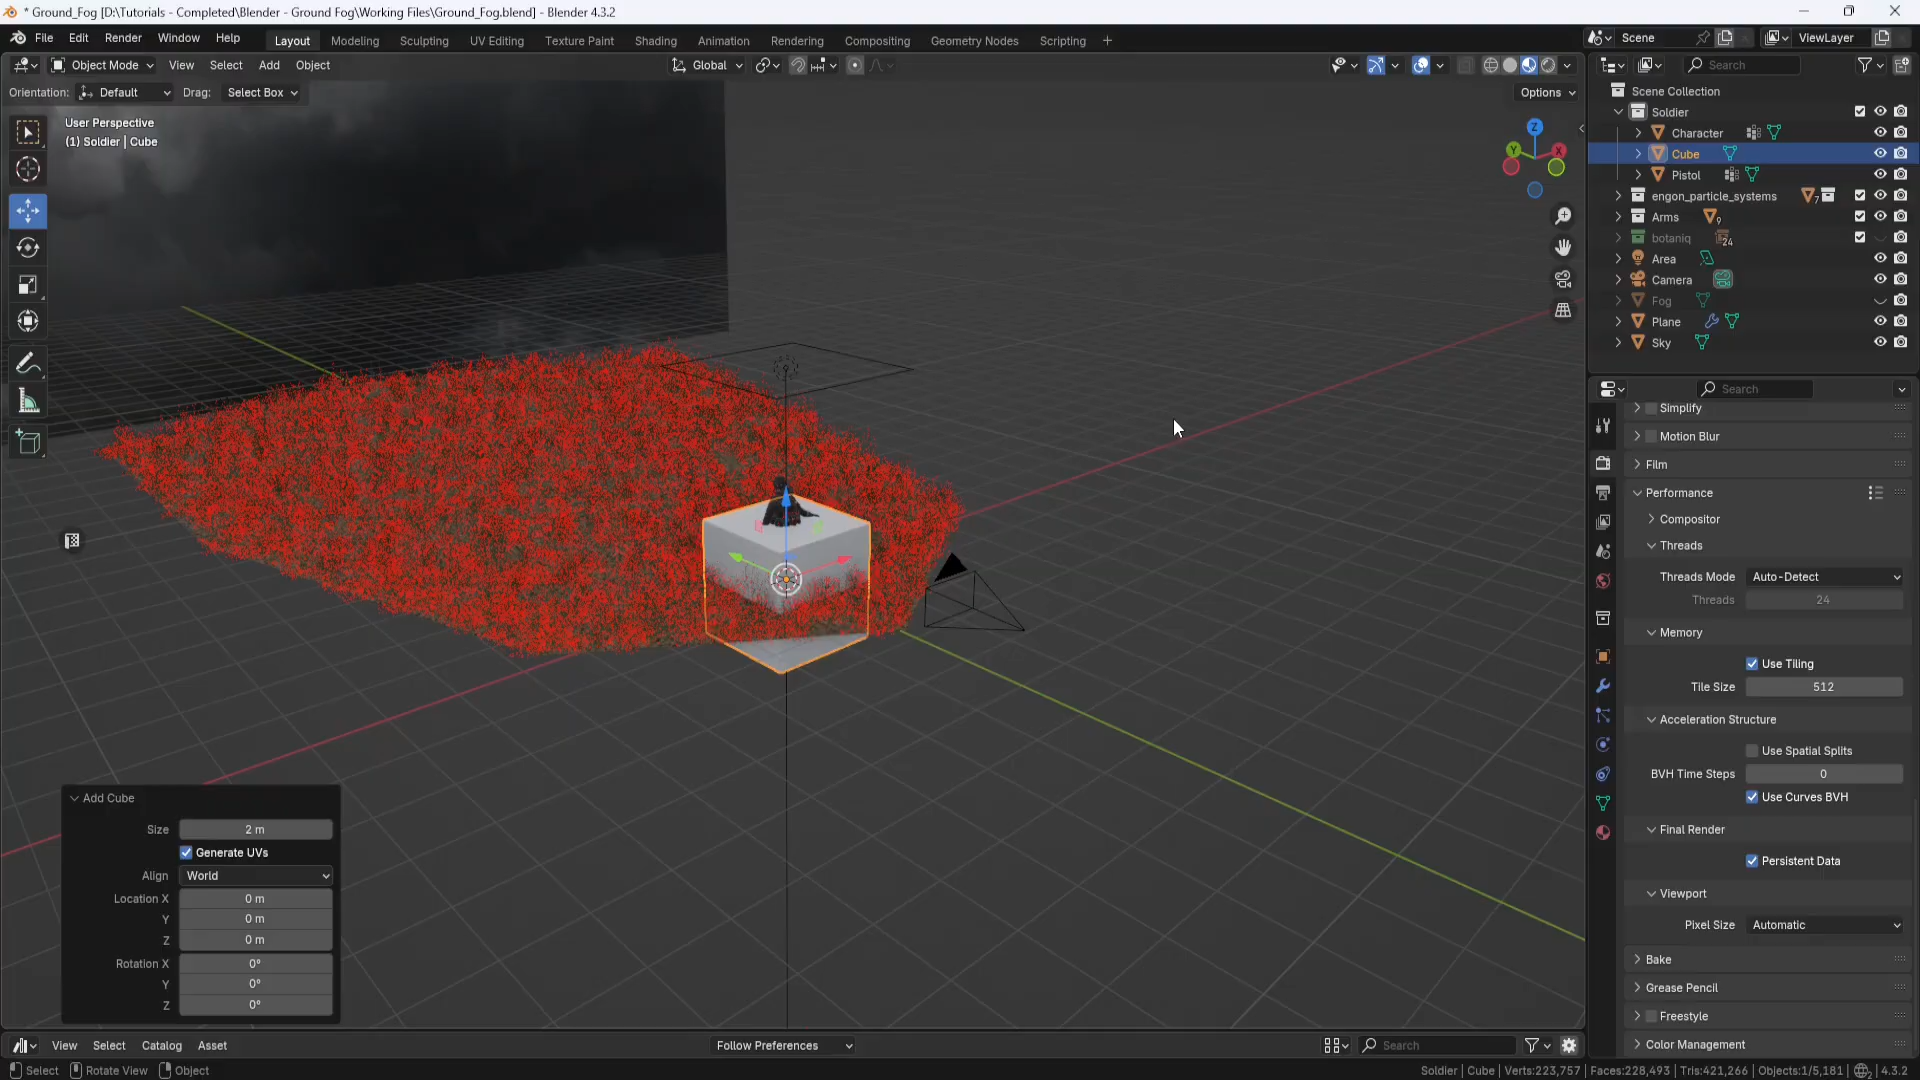 * Ground_Fog [D:\Tutorials - Completed\Blender - Ground Fog\Working Files\Ground_Fog.blend] - Blender 4.3.2
File Edit Render Window Help Layout Modeling Sculpting UV Editing Texture Paint Shading Animation Rendering Compositing Geometry Nodes Scripting + Scene ViewLayer
Object Mode View Select Add Object Global Search
Orientation: Default Drag: Select Box Options
User Perspective
(1) Soldier | Cube
Z
Y
X
Scene Collection
Soldier
Character
Cube
Pistol
engon_particle_systems 7
Arms 9
botaniq 24
Area
Camera
Fog
Plane
Sky
Search
Simplify
Motion Blur
Film
Performance
Compositor
Threads
Threads Mode Auto-Detect
Threads 24
Memory
Use Tiling
Tile Size 512
Acceleration Structure
Use Spatial Splits
BVH Time Steps 0
Use Curves BVH
Final Render
Persistent Data
Viewport
Pixel Size Automatic
Bake
Grease Pencil
Freestyle
Color Management
Add Cube
Size 2 m
Generate UVs
Align World
Location X 0 m
Y 0 m
Z 0 m
Rotation X 0°
Y 0°
Z 0°
View Select Catalog Asset Follow Preferences Search
Select Rotate View Object Soldier | Cube | Verts:223,757 | Faces:228,493 | Tris:421,266 | Objects:1/5,181 | 4.3.2